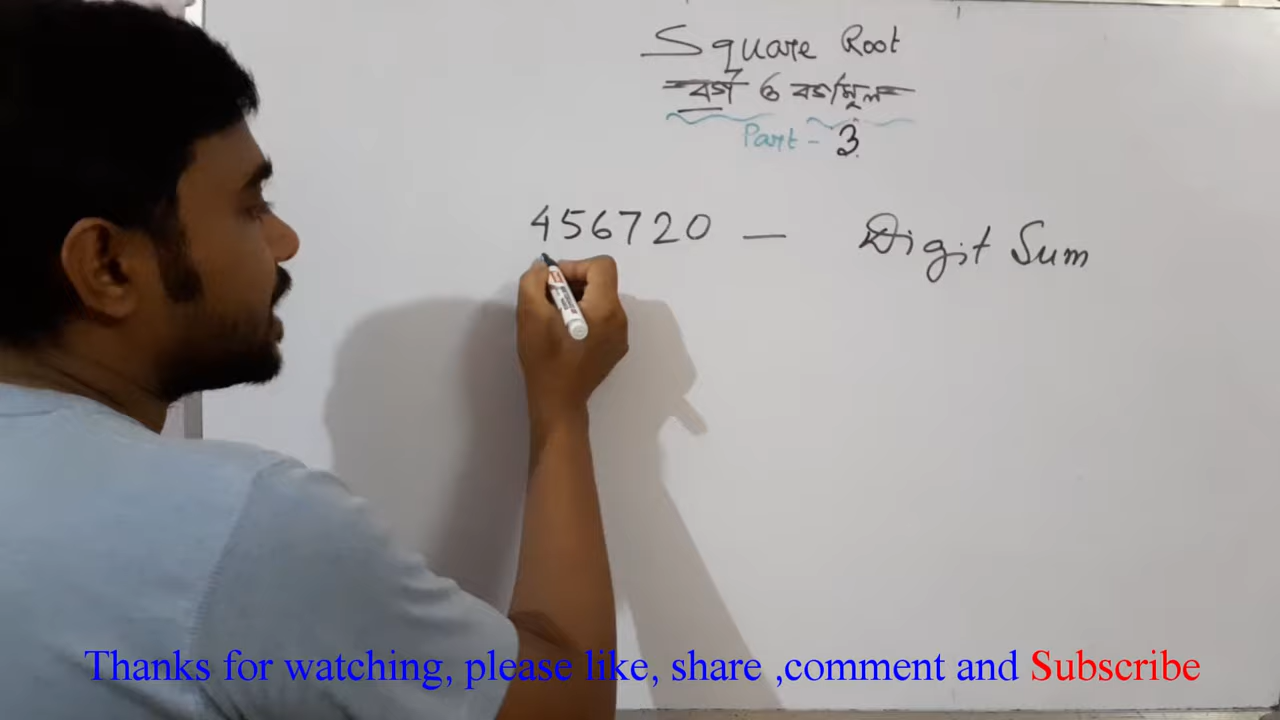 Square Root
বর্গ ও বর্গমূল
Part - 3
456720 — Digit Sum
Thanks for watching, please like, share ,comment and Subscribe